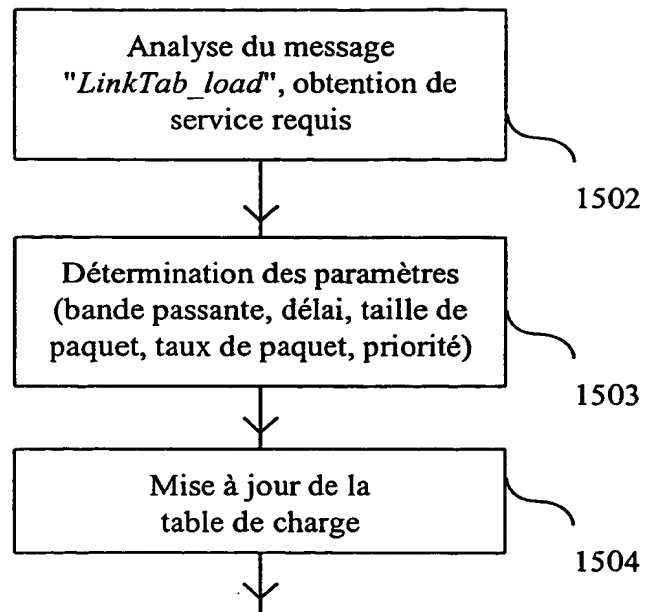 Analyse du message
"LinkTab_load", obtention de
service requis
1502
Détermination des paramètres
(bande passante, délai, taille de
paquet, taux de paquet, priorité)
1503
Mise à jour de la
table de charge
1504